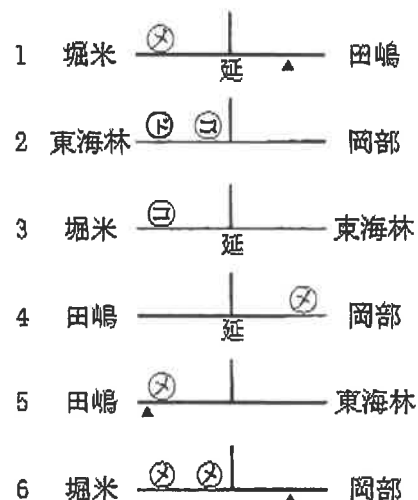 1 堀米 ㋱ 延 ▲ 田嶋
2 東海林 ㋣ ㋙ 岡部
3 堀米 ㋙ 延 東海林
4 田嶋 延 ㋱ 岡部
5 田嶋 ㋱ ▲ 東海林
6 堀米 ㋱ ㋱ ▲ 岡部